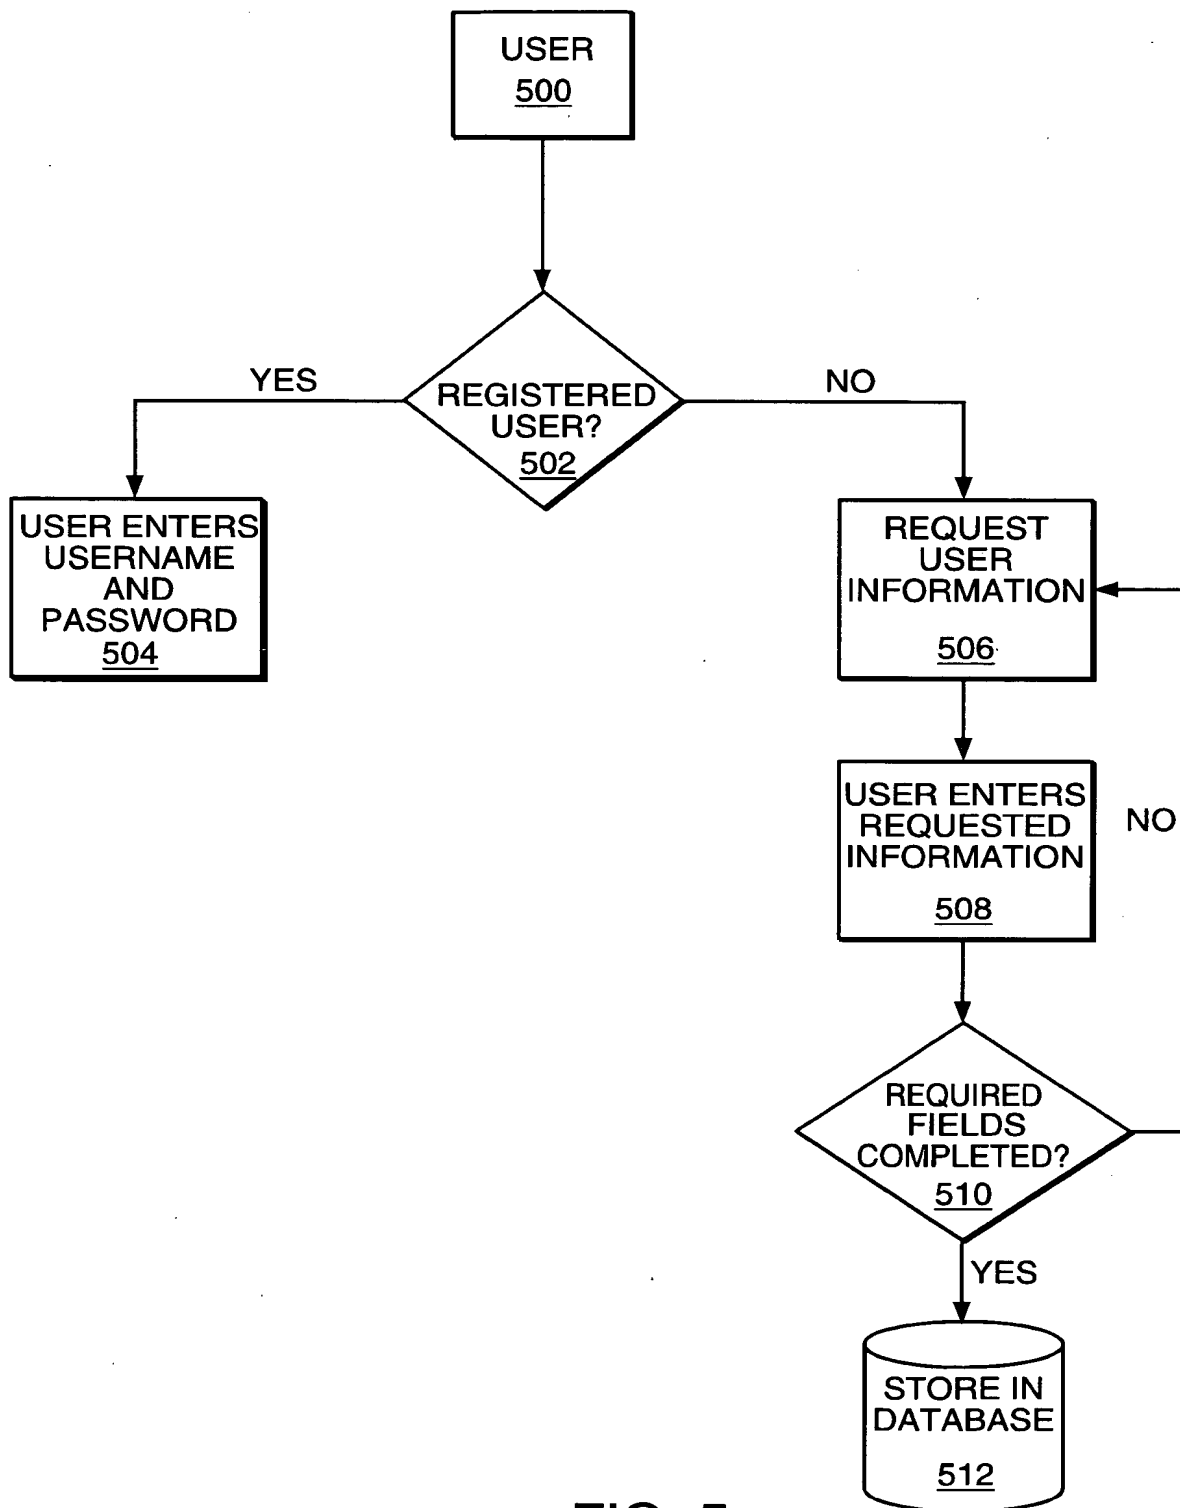 USER
500
YES
REGISTERED
USER?
502
NO
USER ENTERS
USERNAME
AND
PASSWORD
504
REQUEST
USER
INFORMATION
506
USER ENTERS
REQUESTED
INFORMATION
508
NO
REQUIRED
FIELDS
COMPLETED?
510
YES
STORE IN
DATABASE
512